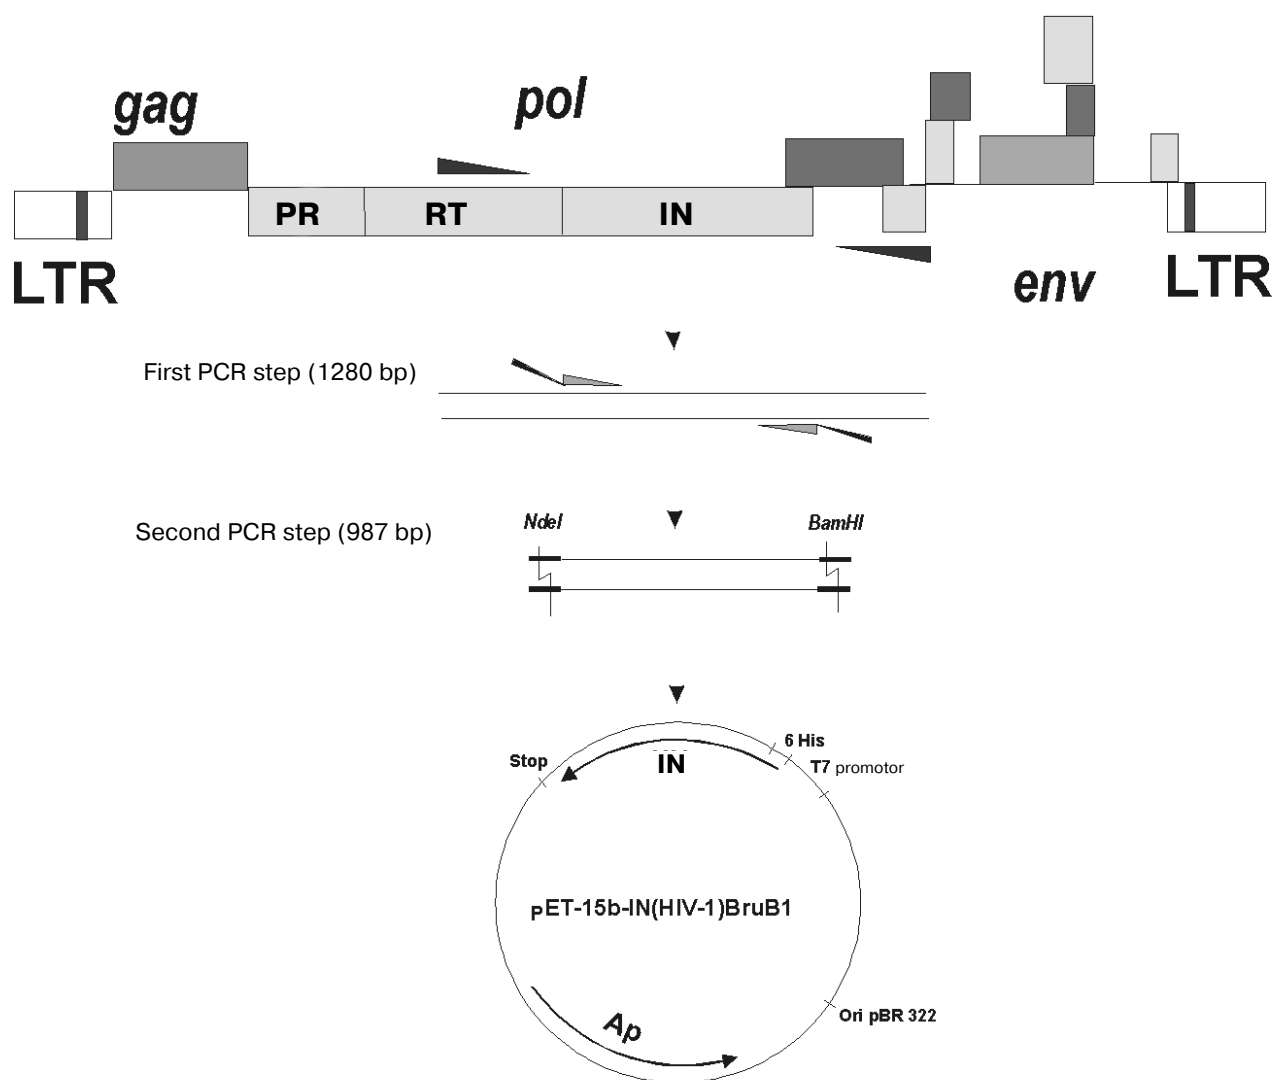 gag
pol
PR
RT
IN
LTR
env
LTR
First PCR step (1280 bp)
Second PCR step (987 bp)
NdeI
BamHI
6 His
Stop
IN
T7 promotor
pET-15b-IN(HIV-1)BruB1
Ap
Ori pBR 322